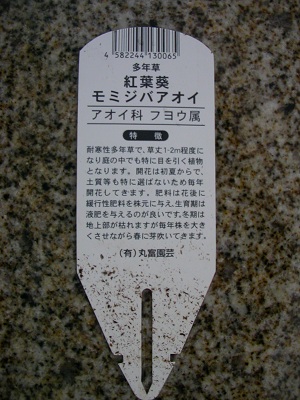 4 582244 130065
多年草
紅葉葵
モミジバアオイ
アオイ科 フヨウ属
特徴
耐寒性多年草で、草丈1-2m程度に
なり庭の中でも特に目を引く植物
となります。開花は初夏からで、
土質等も特に選ばないため毎年
開花してきます。肥料は花後に
緩行性肥料を株元に与え、生育期は
液肥を与えるのが良いです。冬期は
地上部が枯れますが毎年株を大き
くさせながら春に芽吹いてきます。
(有)丸富園芸